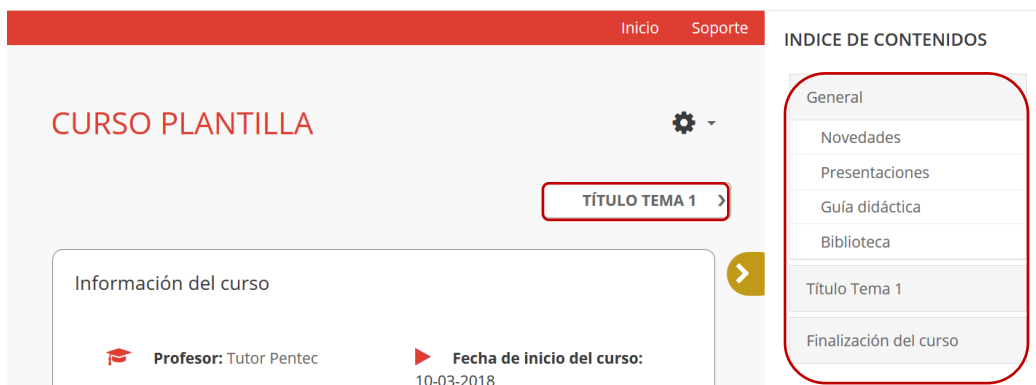 Inicio Soporte
CURSO PLANTILLA
TÍTULO TEMA 1
Información del curso
Profesor: Tutor Pentec
Fecha de inicio del curso:
10-03-2018
INDICE DE CONTENIDOS
General
Novedades
Presentaciones
Guía didáctica
Biblioteca
Título Tema 1
Finalización del curso